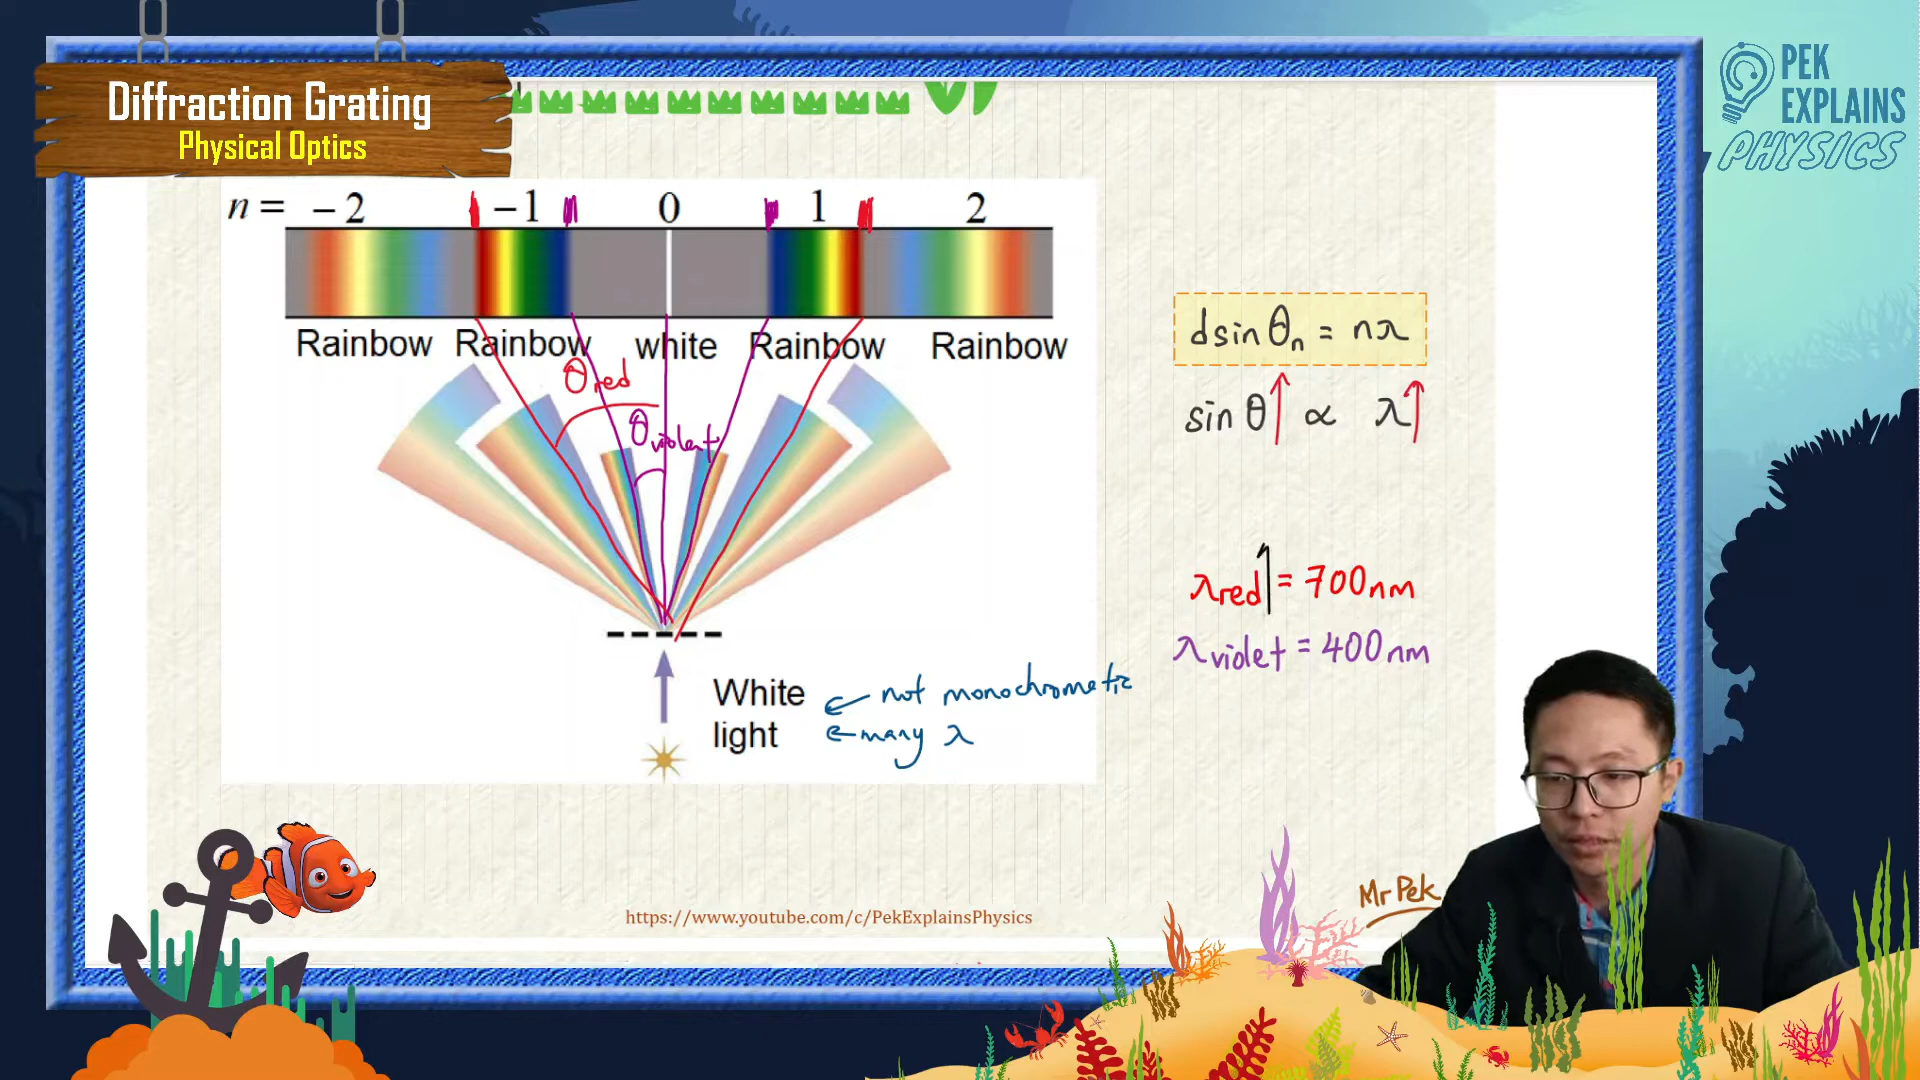 Diffraction Grating
Physical Optics
PEK
EXPLAINS
PHYSICS
n = −2 −1 0 1 2
Rainbow Rainbow white Rainbow Rainbow
θred
θviolet
dsin θn = nλ
sin θ↑ ∝ λ↑
λred↑ = 700nm
λviolet = 400nm
White
light
← not monochromatic
← many λ
Mr Pek
https://www.youtube.com/c/PekExplainsPhysics